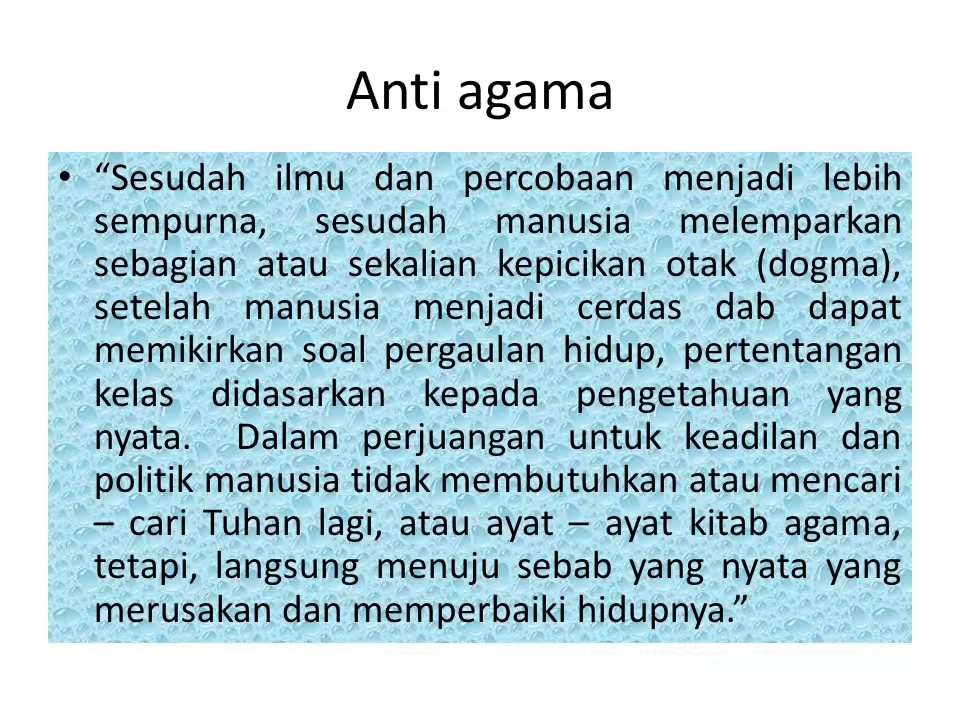 Anti agama
• “Sesudah ilmu dan percobaan menjadi lebih
sempurna, sesudah manusia melemparkan
sebagian atau sekalian kepicikan otak (dogma),
setelah manusia menjadi cerdas dab dapat
memikirkan soal pergaulan hidup, pertentangan
kelas didasarkan kepada pengetahuan yang
nyata. Dalam perjuangan untuk keadilan dan
politik manusia tidak membutuhkan atau mencari
– cari Tuhan lagi, atau ayat – ayat kitab agama,
tetapi, langsung menuju sebab yang nyata yang
merusakan dan memperbaiki hidupnya.”